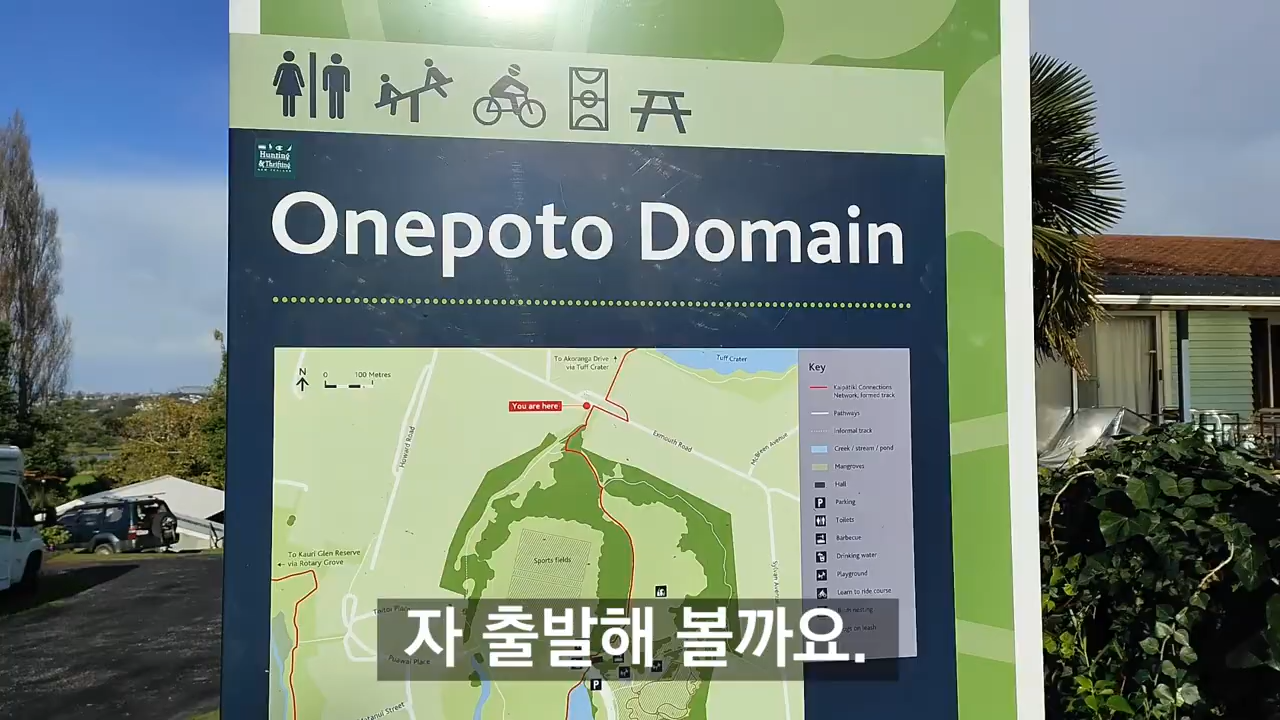 Hunting
& Thrifting
NEW ZEALAND
Onepoto Domain
N
0 100 Metres
To Akoranga Drive
via Tuff Crater
Tuff Crater
You are here
Howard Road
Exmouth Road
McBreen Avenue
To Kauri Glen Reserve
via Rotary Grove
Sports fields
Sylvan Avenue
Puawai Place
Key
Kaipātiki Connections
Network, formed track
Pathways
Informal track
Creek / stream / pond
Mangroves
Hall
P Parking
Toilets
Barbecue
Drinking water
Playground
Learn to ride course
자 출발해 볼까요.
P